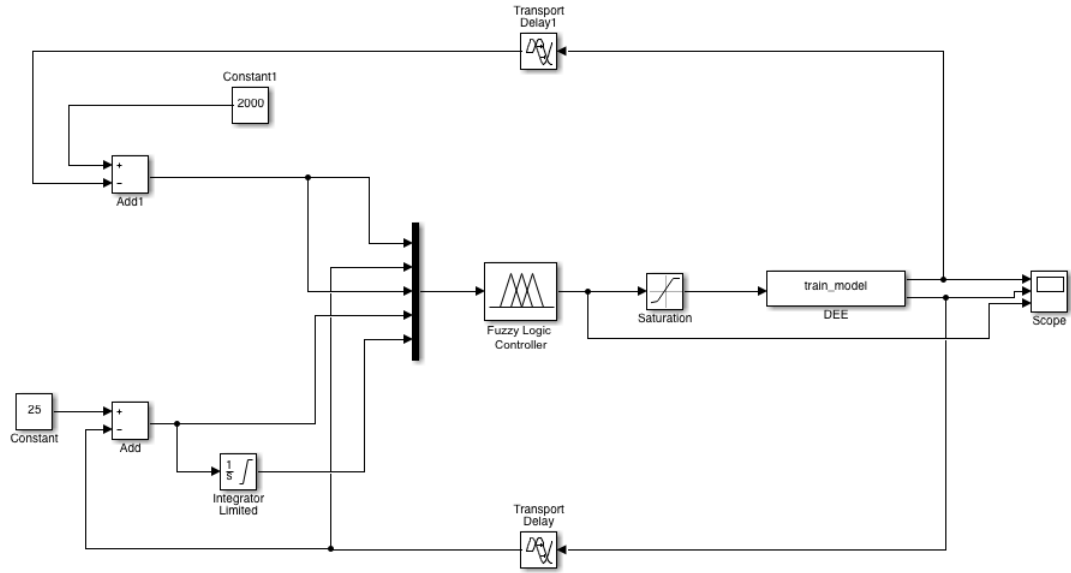 Transport
Delay1
Constant1
2000
+
−
Add1
Fuzzy Logic
Controller
Saturation
train_model
DEE
Scope
25
Constant
+
−
Add
1
s
Integrator
Limited
Transport
Delay